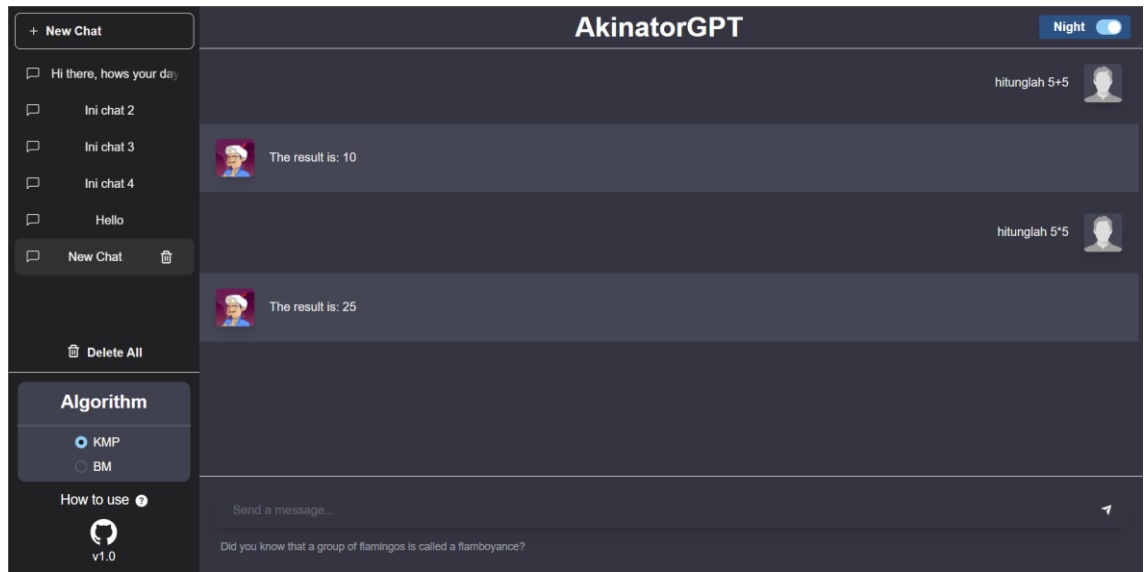 + New Chat
Hi there, hows your day
Ini chat 2
Ini chat 3
Ini chat 4
Hello
New Chat
Delete All
Algorithm
KMP
BM
How to use ?
v1.0
AkinatorGPT
Night
hitunglah 5+5
The result is: 10
hitunglah 5*5
The result is: 25
Send a message...
Did you know that a group of flamingos is called a flamboyance?